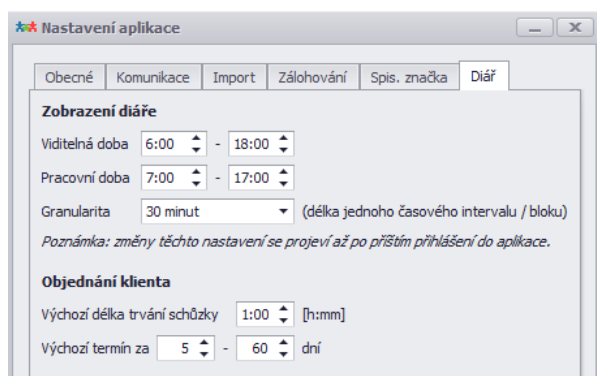 Nastavení aplikace
Obecné Komunikace Import Zálohování Spis. značka Diář
Zobrazení diáře
Viditelná doba 6:00 - 18:00
Pracovní doba 7:00 - 17:00
Granularita 30 minut (délka jednoho časového intervalu / bloku)
Poznámka: změny těchto nastavení se projeví až po příštím přihlášení do aplikace.
Objednání klienta
Výchozí délka trvání schůzky 1:00 [h:mm]
Výchozí termín za 5 - 60 dní